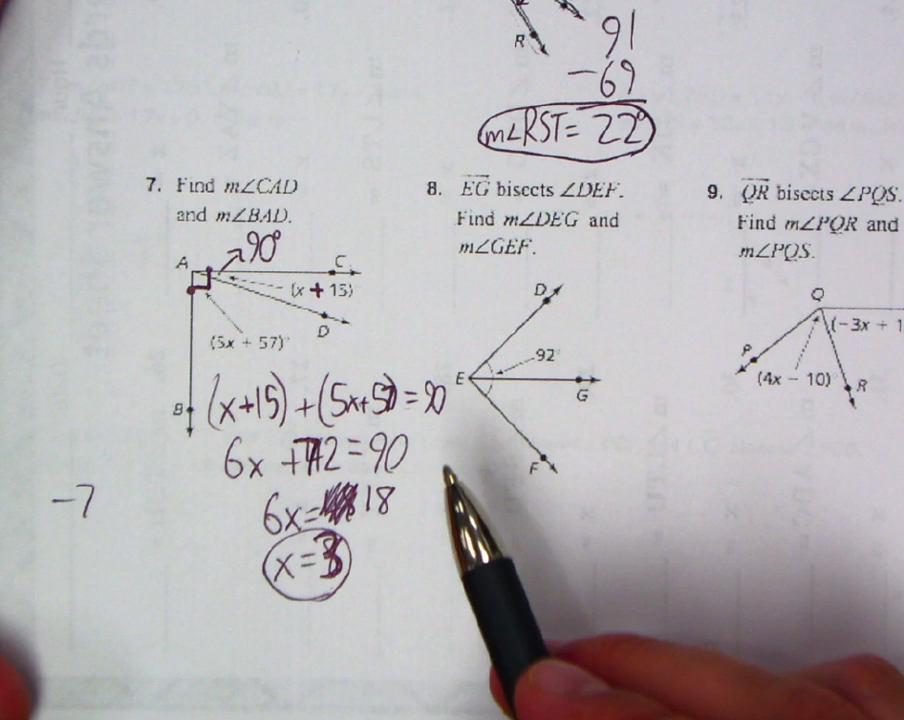 R
91
-69
m∠RST= 22°
7. Find m∠CAD
and m∠BAD.
90°
A
C
(x + 15)
D
(5x + 57)°
B
(x+15) + (5x+57) = 90
6x + 72 = 90
6x = 18
x = 3
-7
8. EG bisects ∠DEF.
Find m∠DEG and
m∠GEF.
D
92°
E
G
F
9. QR bisects ∠PQS.
Find m∠PQR and
m∠PQS.
Q
(-3x + 1
P
(4x - 10)°
R